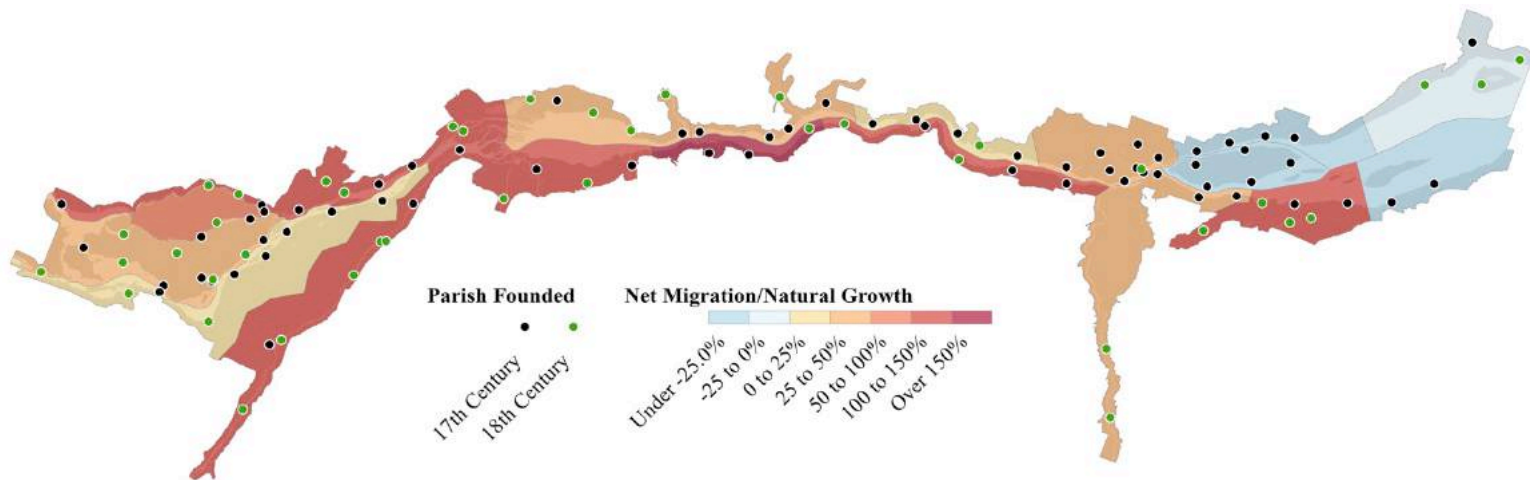 Parish Founded
17th Century
18th Century
Net Migration/Natural Growth
Under -25.0%
-25 to 0%
0 to 25%
25 to 50%
50 to 100%
100 to 150%
Over 150%